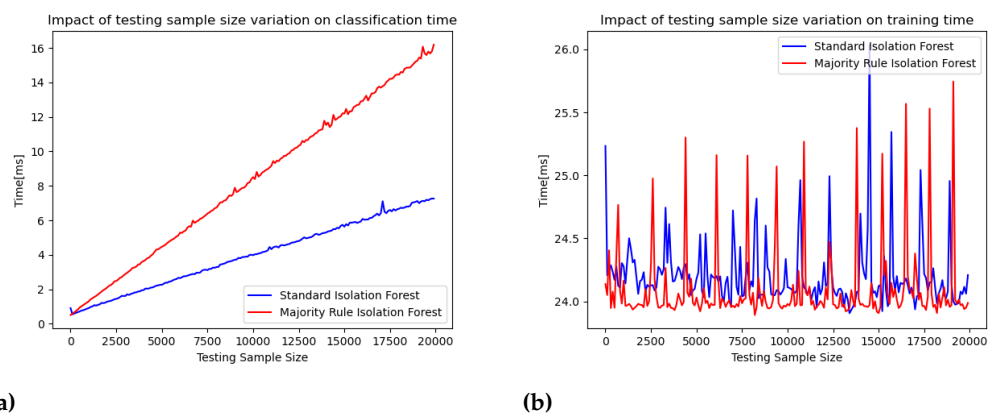 Impact of testing sample size variation on classification time
16
14
12
10
8
6
4
2
0
Time[ms]
Standard Isolation Forest
Majority Rule Isolation Forest
0 2500 5000 7500 10000 12500 15000 17500 20000
Testing Sample Size
a)
Impact of testing sample size variation on training time
26.0
25.5
25.0
24.5
24.0
Time[ms]
Standard Isolation Forest
Majority Rule Isolation Forest
0 2500 5000 7500 10000 12500 15000 17500 20000
Testing Sample Size
(b)